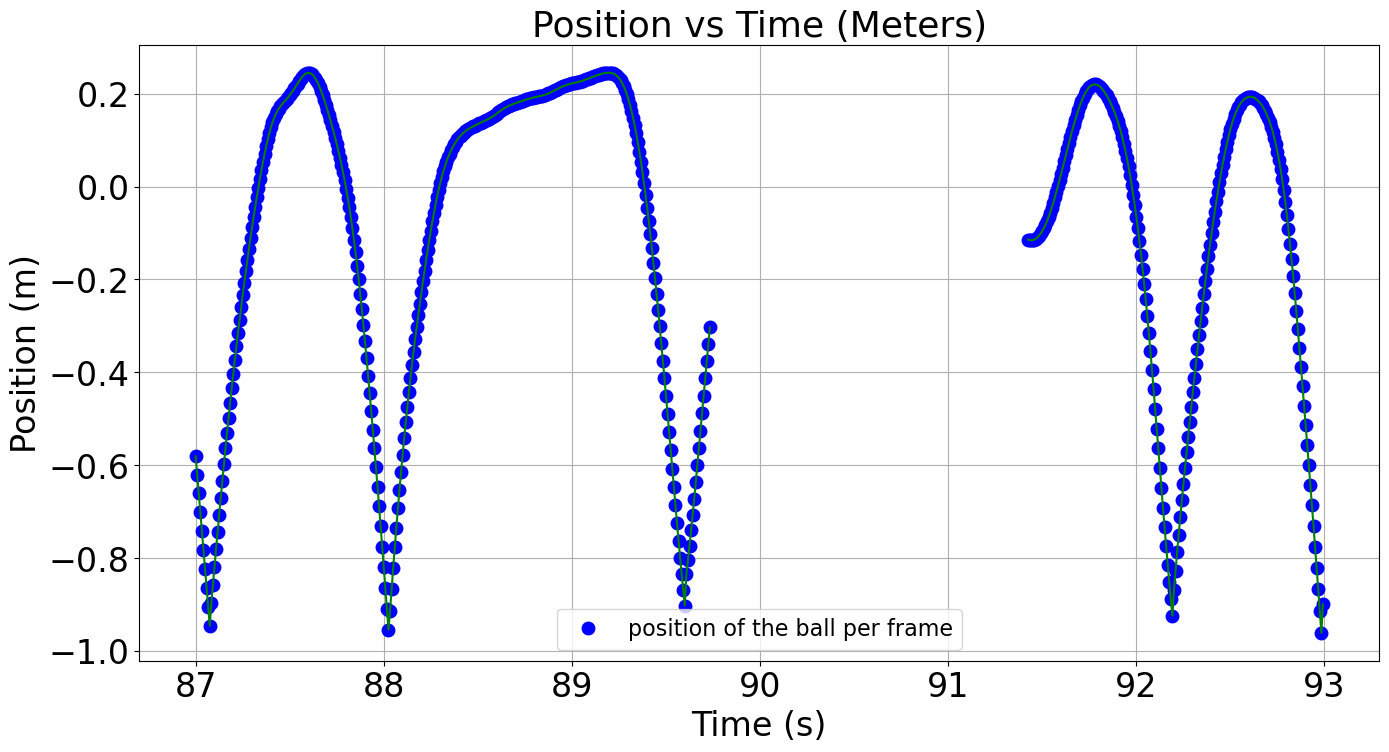 Position vs Time (Meters)
Position (m)
0.2
0.0
−0.2
−0.4
−0.6
−0.8
−1.0
position of the ball per frame
87 88 89 90 91 92 93
Time (s)